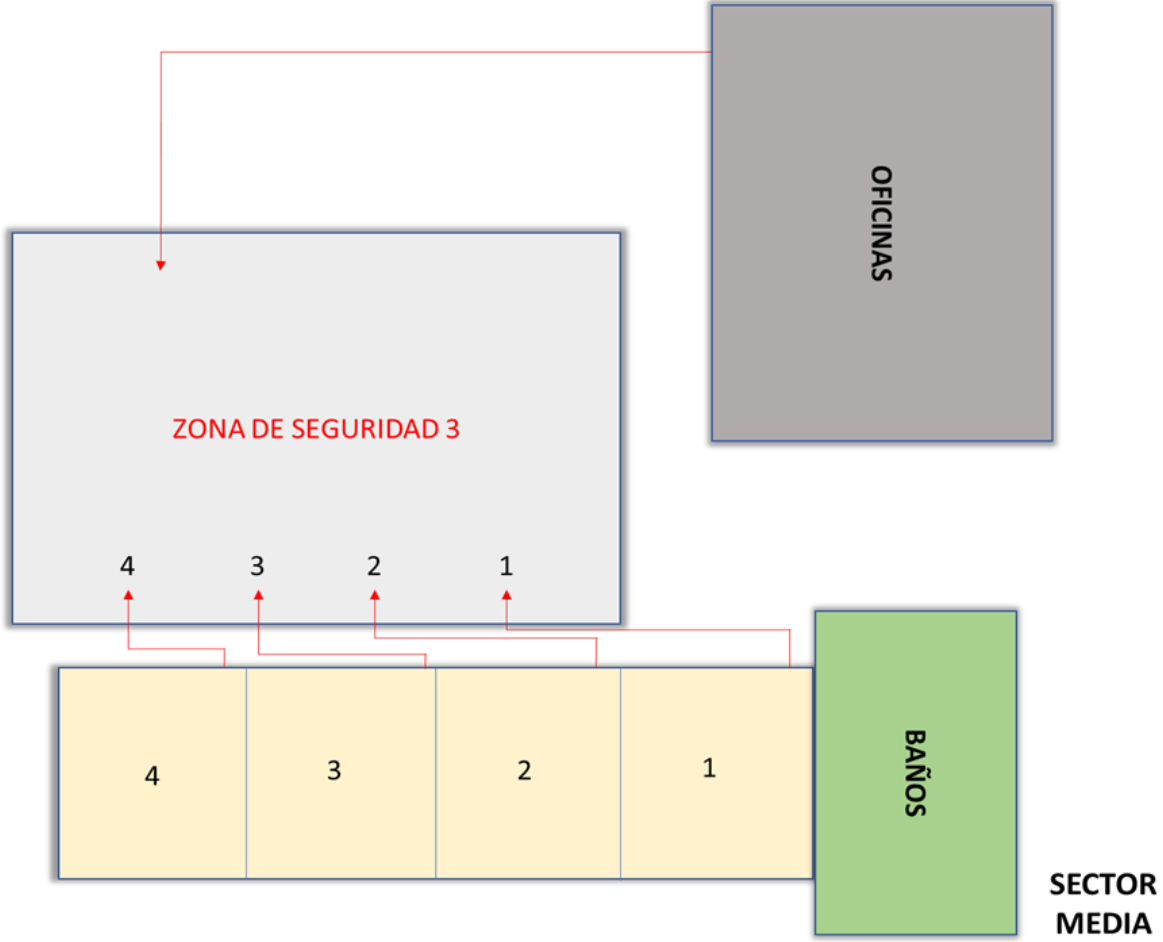 OFICINAS
ZONA DE SEGURIDAD 3
4 3 2 1
4 3 2 1
BAÑOS
SECTOR
MEDIA